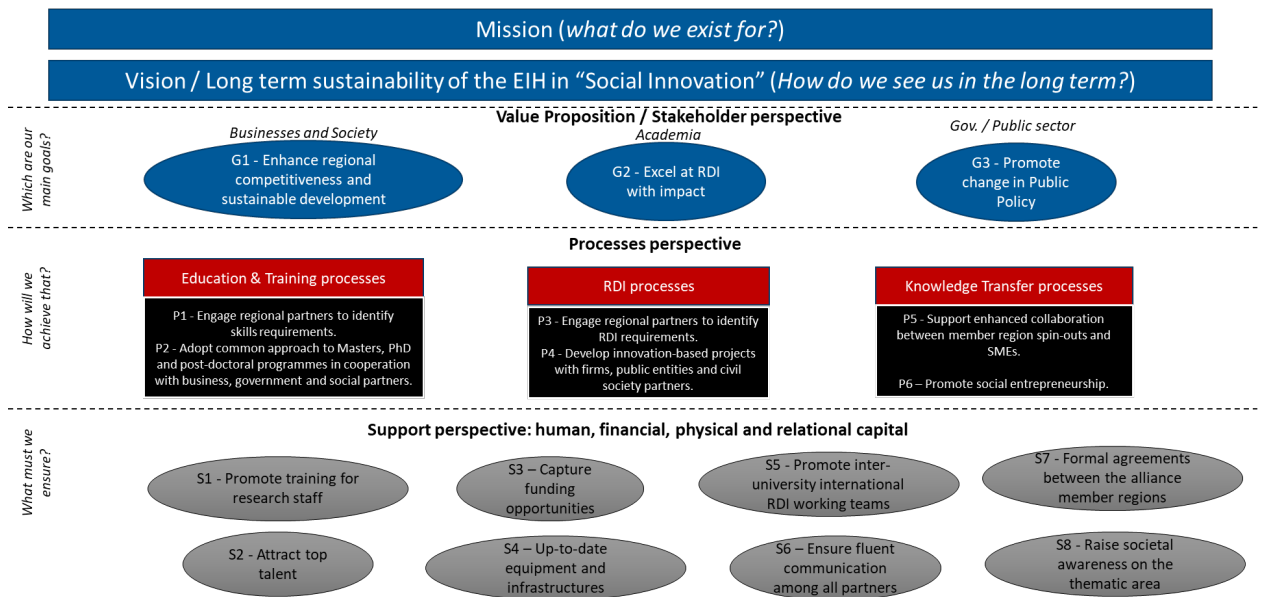 Mission (what do we exist for?)
Vision / Long term sustainability of the EIH in “Social Innovation” (How do we see us in the long term?)
Which are our
main goals?
Value Proposition / Stakeholder perspective
Businesses and Society
G1 - Enhance regional
competitiveness and
sustainable development
Academia
G2 - Excel at RDI
with impact
Gov. / Public sector
G3 - Promote
change in Public
Policy
How will we
achieve that?
Processes perspective
Education & Training processes
P1 - Engage regional partners to identify
skills requirements.
P2 - Adopt common approach to Masters, PhD
and post-doctoral programmes in cooperation
with business, government and social partners.
RDI processes
P3 - Engage regional partners to identify
RDI requirements.
P4 - Develop innovation-based projects
with firms, public entities and civil
society partners.
Knowledge Transfer processes
P5 - Support enhanced collaboration
between member region spin-outs and
SMEs.
P6 – Promote social entrepreneurship.
What must we
ensure?
Support perspective: human, financial, physical and relational capital
S1 - Promote training for
research staff
S2 - Attract top
talent
S3 – Capture
funding
opportunities
S4 – Up-to-date
equipment and
infrastructures
S5 - Promote inter-
university international
RDI working teams
S6 – Ensure fluent
communication
among all partners
S7 - Formal agreements
between the alliance
member regions
S8 - Raise societal
awareness on the
thematic area